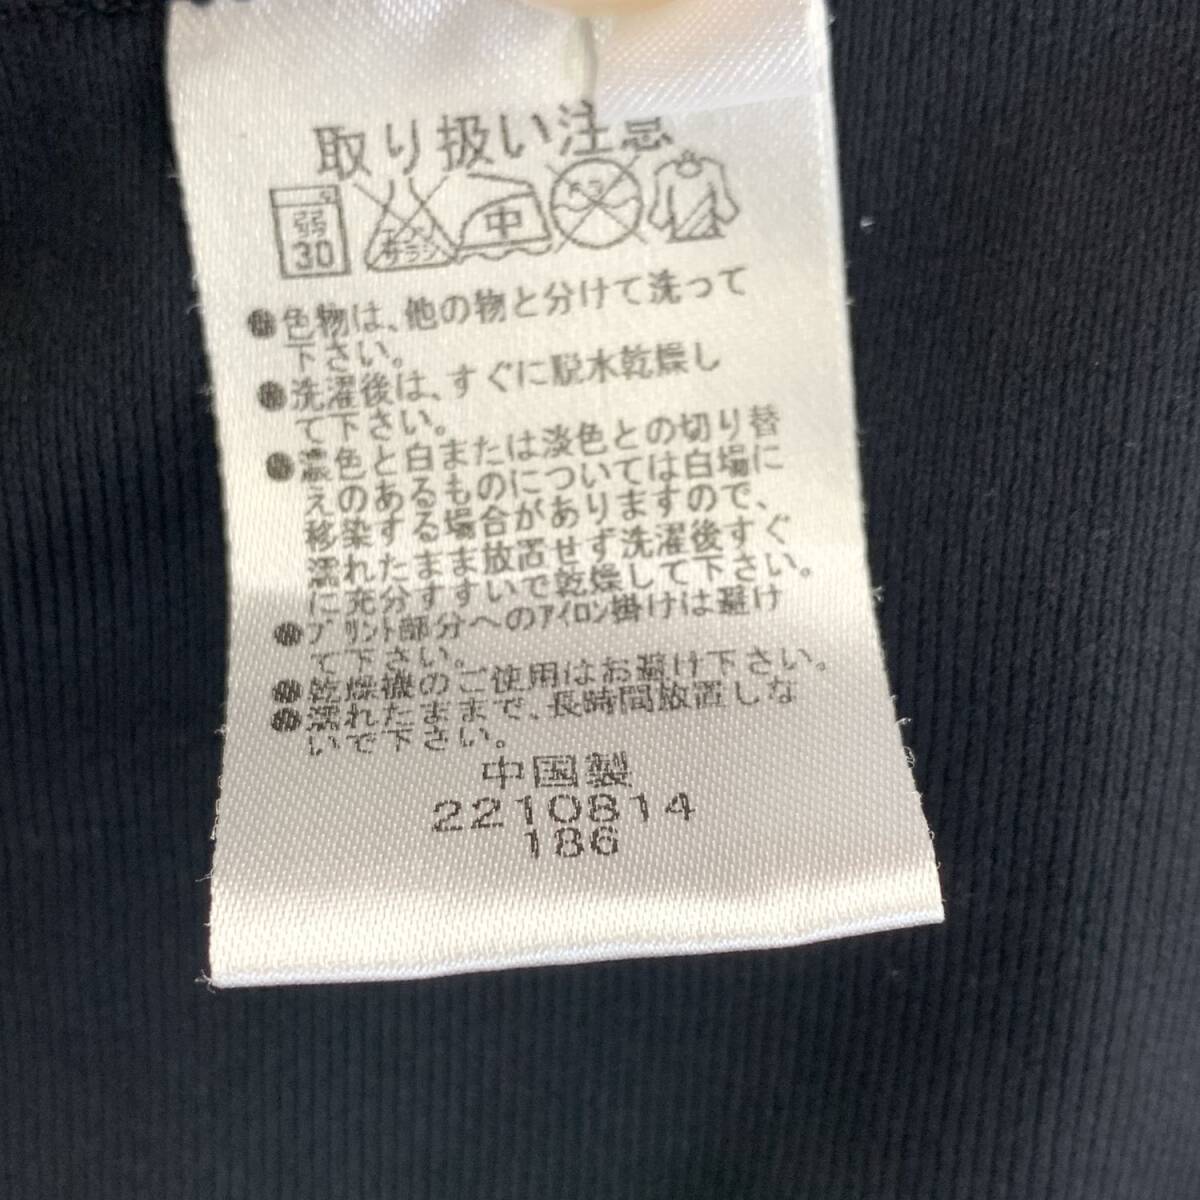 取り扱い注意
弱 エンソ 中 ドラ
30 サラシ
●色物は、他の物と分けて洗って
下さい。
●洗濯後は、すぐに脱水乾燥し
て下さい。
●濃色と白または淡色との切り替
えのあるものについては白場に
移染する場合がありますので、
濡れたまま放置せず洗濯後すぐ
に充分すすいで乾燥して下さい。
●プリント部分へのアイロン掛けは避け
て下さい。
●乾燥機のご使用はお避け下さい。
●濡れたままで、長時間放置しな
いで下さい。
中国製
2210814
186